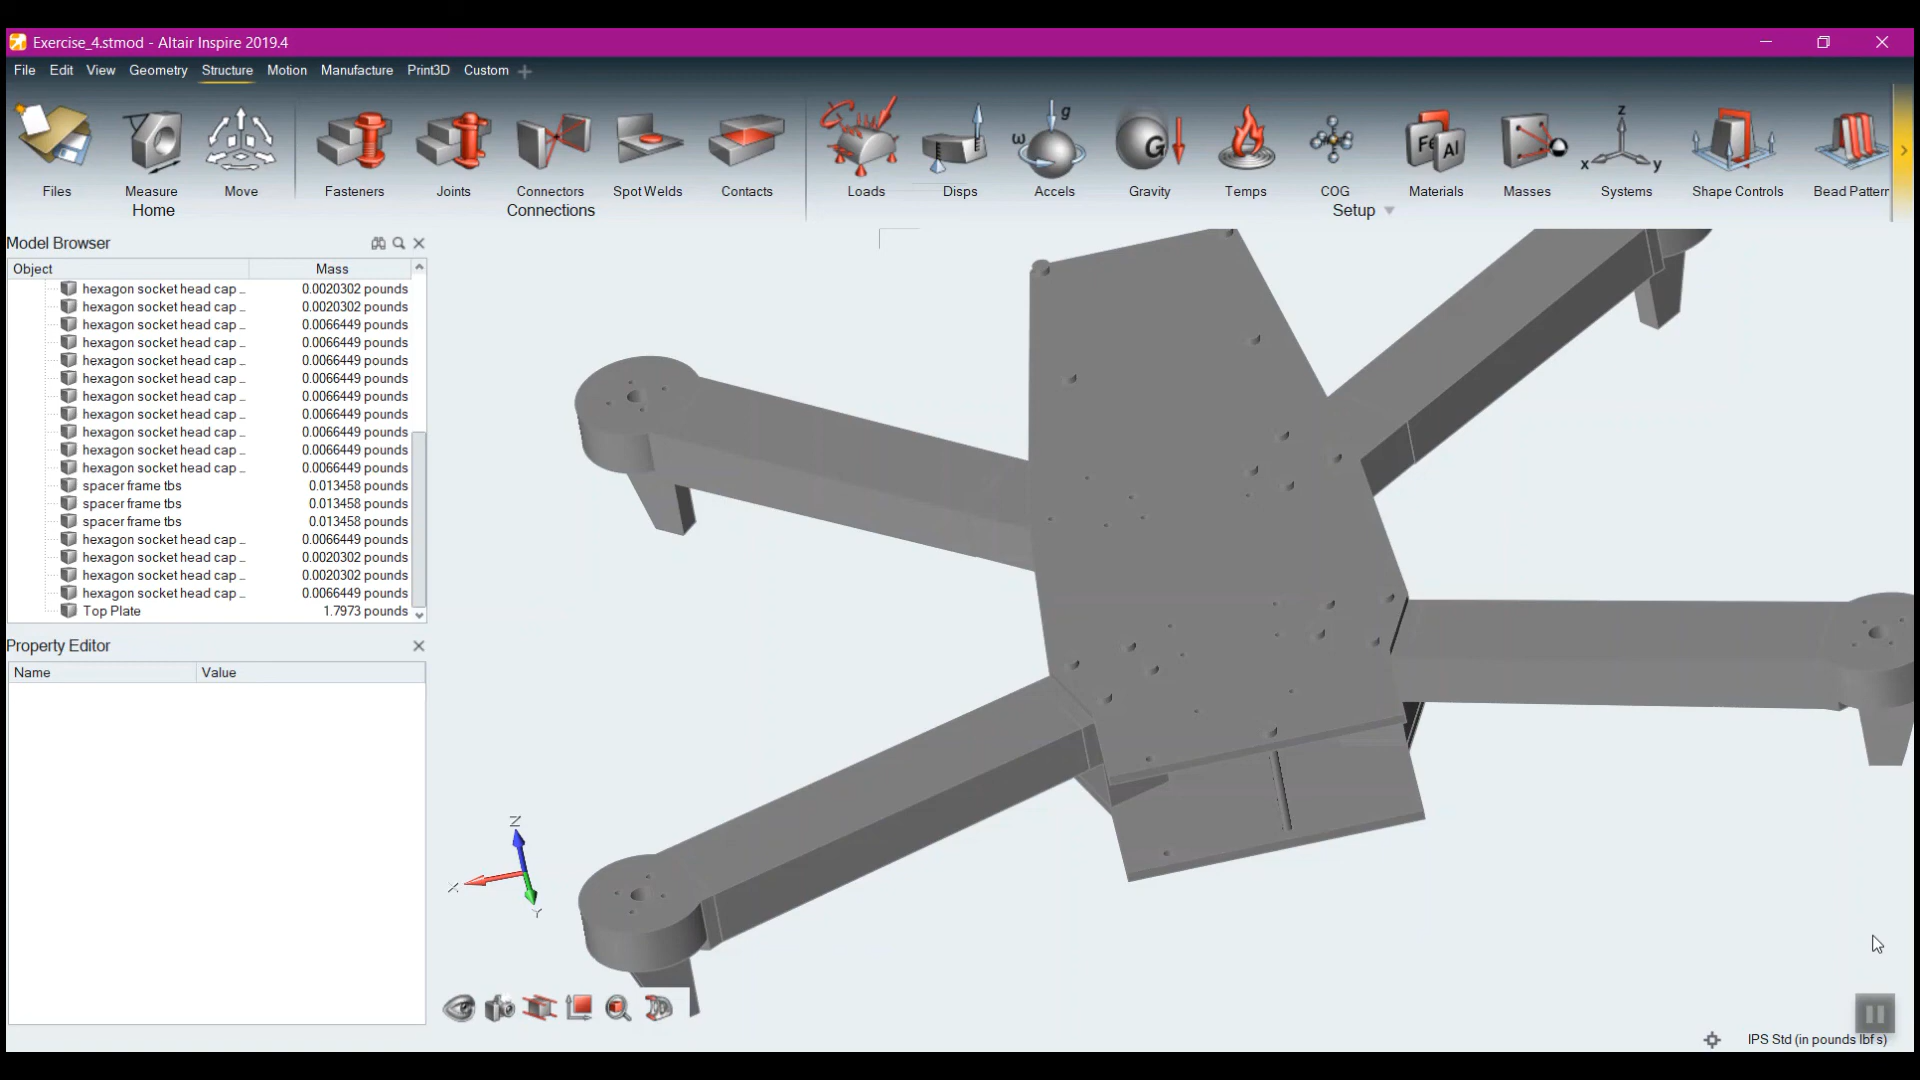 Exercise_4.stmod - Altair Inspire 2019.4
File Edit View Geometry Structure Motion Manufacture Print3D Custom
ω g G Fe Al z x y
Files Measure Move Fasteners Joints Connectors Spot Welds Contacts Loads Disps Accels Gravity Temps COG Materials Masses Systems Shape Controls Bead Pattern
Home Connections Setup
Model Browser
Object Mass
hexagon socket head cap ... 0.0020302 pounds
hexagon socket head cap ... 0.0020302 pounds
hexagon socket head cap ... 0.0066449 pounds
hexagon socket head cap ... 0.0066449 pounds
hexagon socket head cap ... 0.0066449 pounds
hexagon socket head cap ... 0.0066449 pounds
hexagon socket head cap ... 0.0066449 pounds
hexagon socket head cap ... 0.0066449 pounds
hexagon socket head cap ... 0.0066449 pounds
hexagon socket head cap ... 0.0066449 pounds
hexagon socket head cap ... 0.0066449 pounds
spacer frame tbs 0.013458 pounds
spacer frame tbs 0.013458 pounds
spacer frame tbs 0.013458 pounds
hexagon socket head cap ... 0.0066449 pounds
hexagon socket head cap ... 0.0020302 pounds
hexagon socket head cap ... 0.0020302 pounds
hexagon socket head cap ... 0.0066449 pounds
Top Plate 1.7973 pounds
Property Editor
Name Value
Z
X
Y
IPS Std (in pounds lbf s)